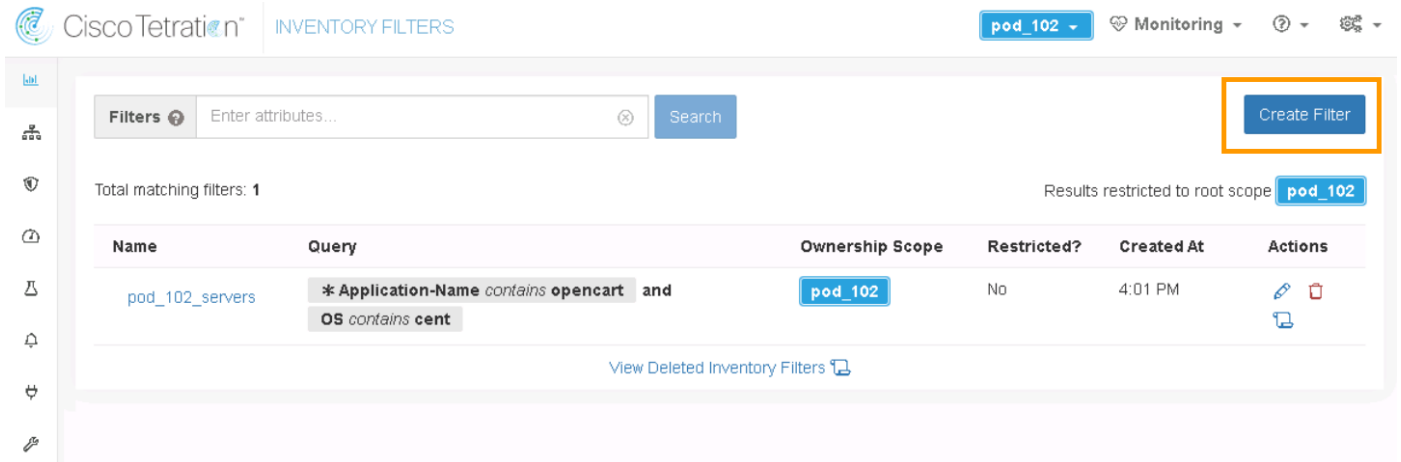 Cisco Tetration™ INVENTORY FILTERS pod_102 Monitoring
Filters Enter attributes... Search Create Filter
Total matching filters: 1 Results restricted to root scope pod_102
Name Query Ownership Scope Restricted? Created At Actions
pod_102_servers * Application-Name contains opencart and pod_102 No 4:01 PM
OS contains cent
View Deleted Inventory Filters